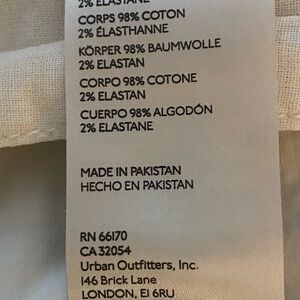 2% ELASTANE
CORPS 98% COTON
2% ÉLASTHANNE
KÖRPER 98% BAUMWOLLE
2% ELASTAN
CORPO 98% COTONE
2% ELASTAN
CUERPO 98% ALGODÓN
2% ELASTANE
MADE IN PAKISTAN
HECHO EN PAKISTAN
RN 66170
CA 32054
Urban Outfitters, Inc.
146 Brick Lane
LONDON, E1 6RU